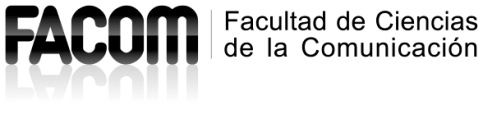 FACOM
Facultad de Ciencias
de la Comunicación